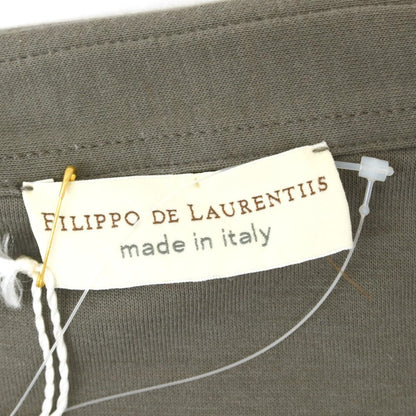 FILIPPO DE LAURENTIIS
made in italy